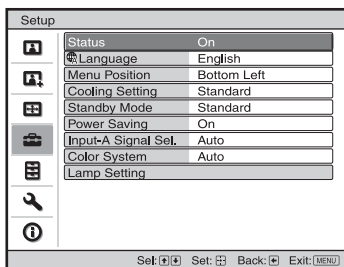 Setup
Status On
Language English
Menu Position Bottom Left
Cooling Setting Standard
Standby Mode Standard
Power Saving On
Input-A Signal Sel. Auto
Color System Auto
Lamp Setting
Sel: Set: Back: Exit: MENU